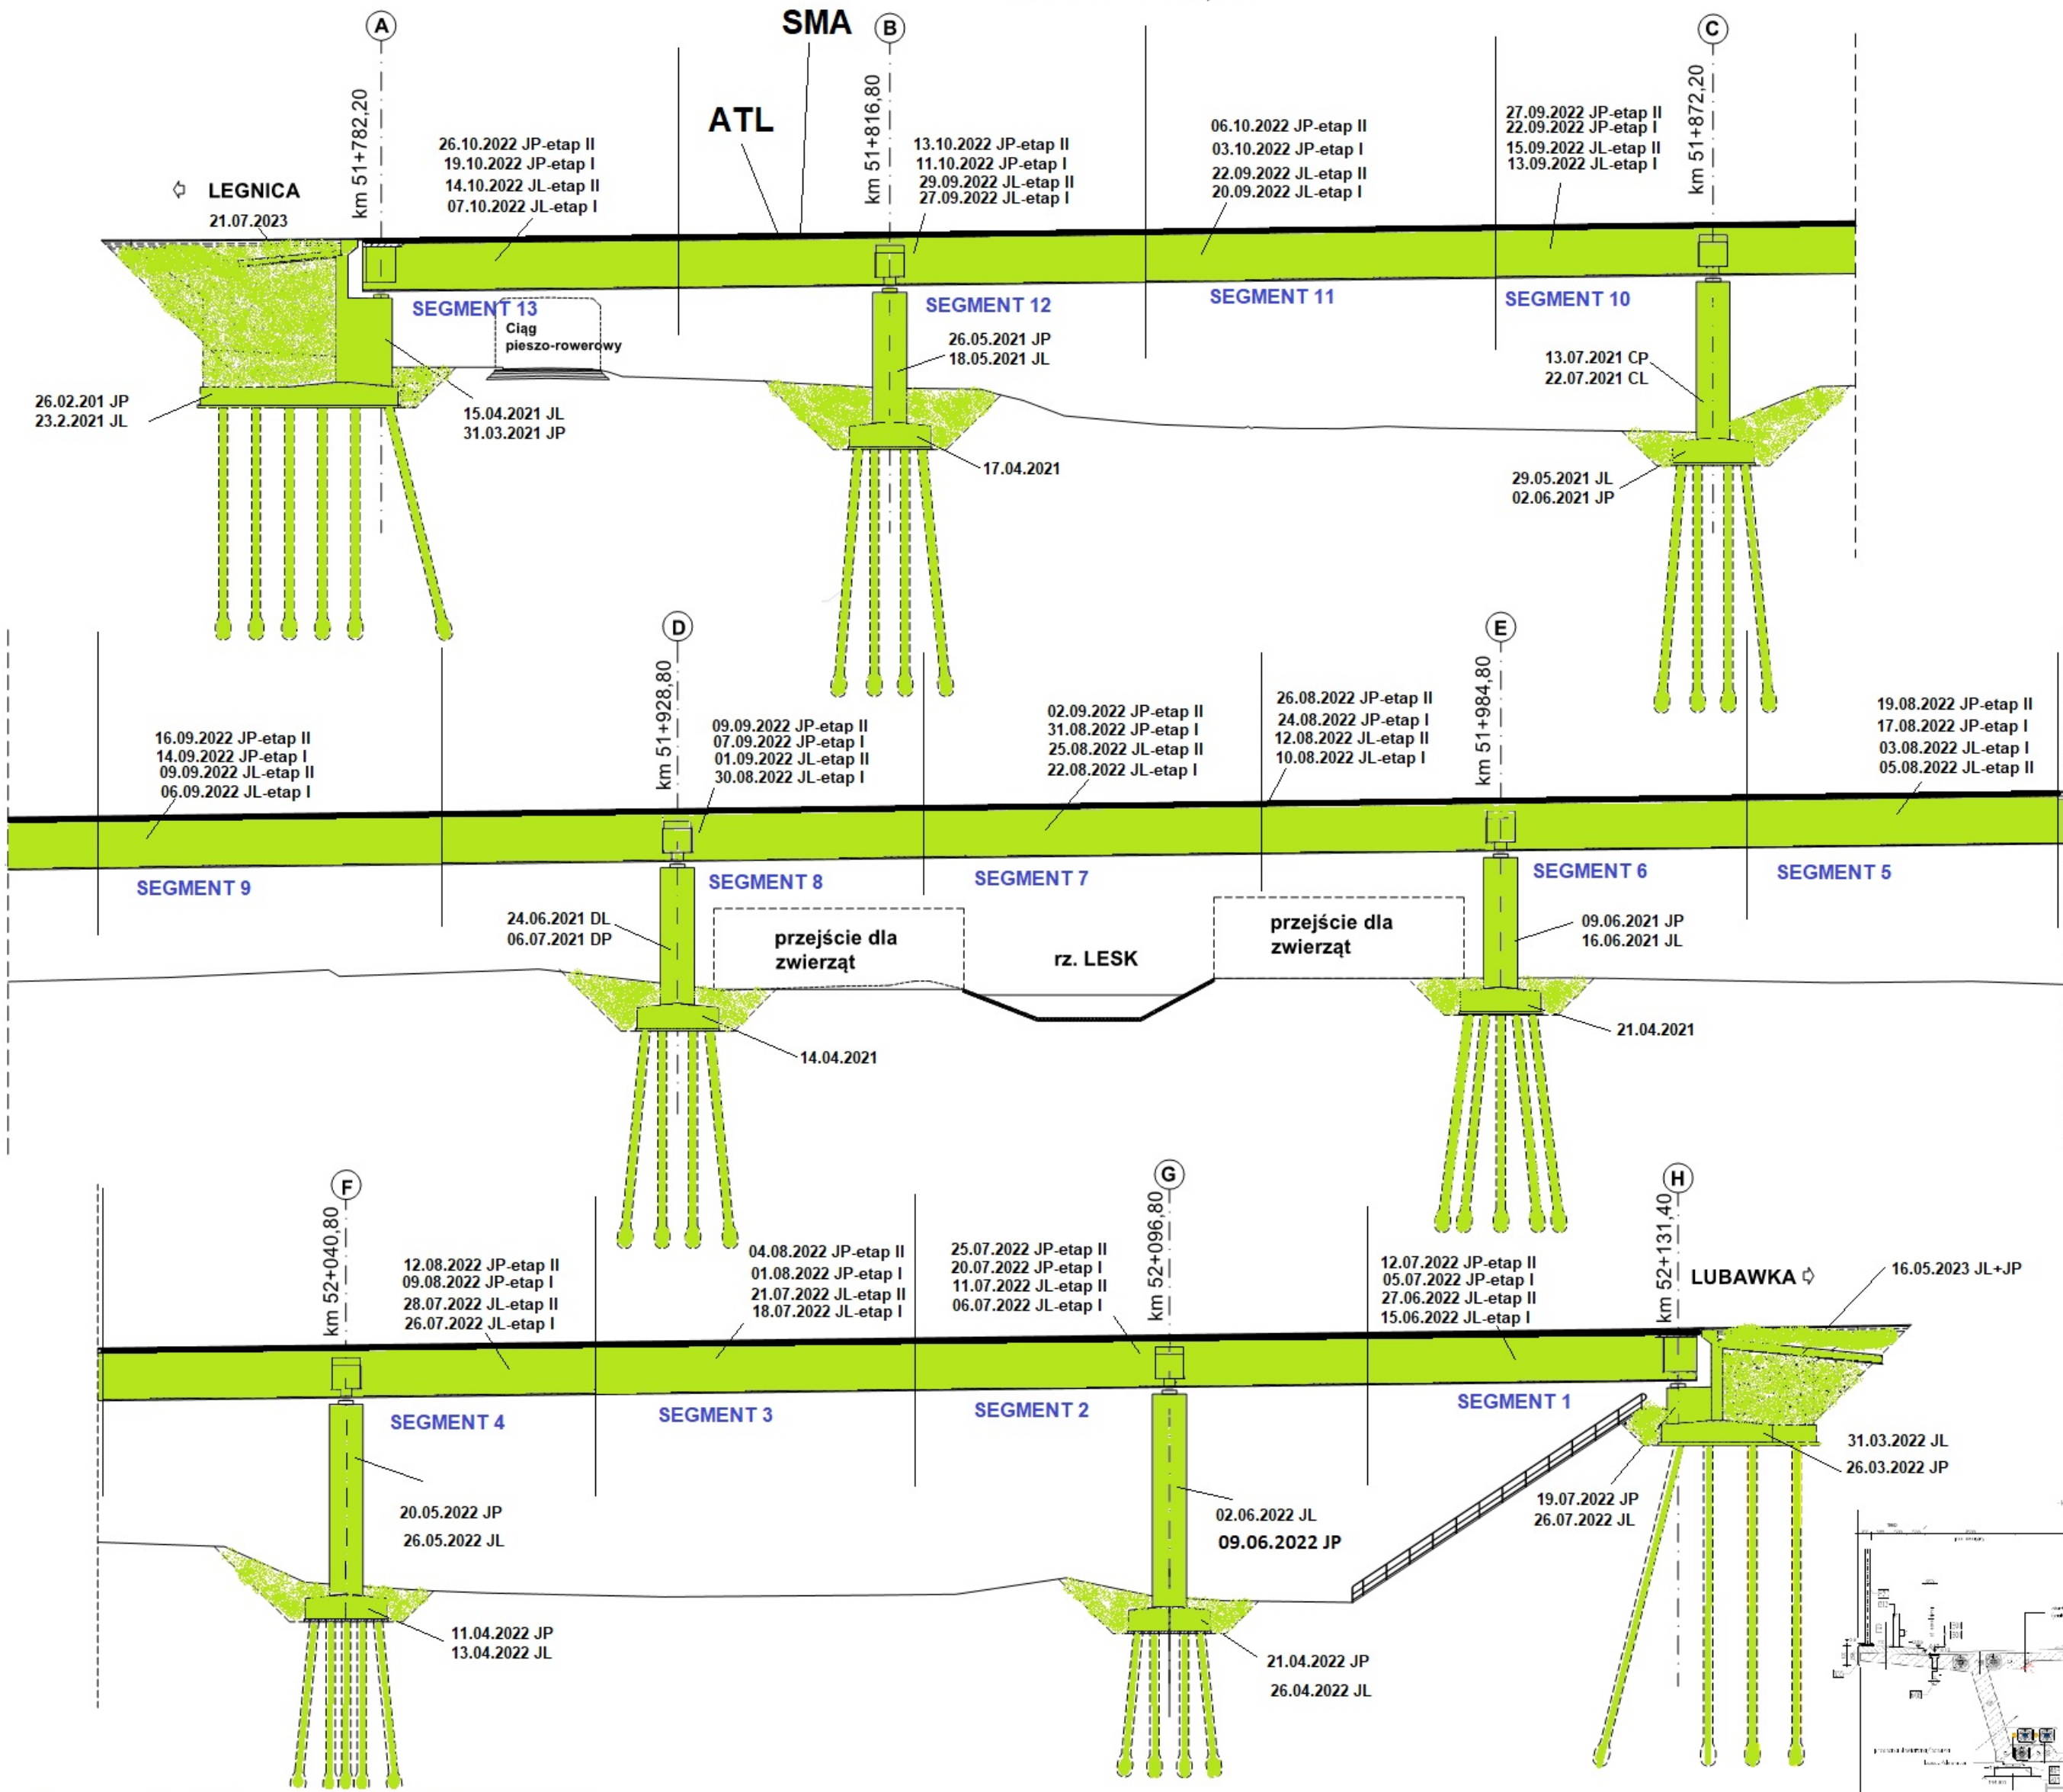 A
SMA
B
C
km 51+782,20
km 51+816,80
km 51+872,20
ATL
26.10.2022 JP-etap II
19.10.2022 JP-etap I
14.10.2022 JL-etap II
07.10.2022 JL-etap I
13.10.2022 JP-etap II
11.10.2022 JP-etap I
29.09.2022 JL-etap II
27.09.2022 JL-etap I
06.10.2022 JP-etap II
03.10.2022 JP-etap I
22.09.2022 JL-etap II
20.09.2022 JL-etap I
27.09.2022 JP-etap II
22.09.2022 JP-etap I
15.09.2022 JL-etap II
13.09.2022 JL-etap I
LEGNICA
21.07.2023
SEGMENT 13
SEGMENT 12
SEGMENT 11
SEGMENT 10
Ciąg
pieszo-rowerowy
26.05.2021 JP
18.05.2021 JL
13.07.2021 CP
22.07.2021 CL
26.02.201 JP
23.2.2021 JL
15.04.2021 JL
31.03.2021 JP
17.04.2021
29.05.2021 JL
02.06.2021 JP
D
E
km 51+928,80
km 51+984,80
16.09.2022 JP-etap II
14.09.2022 JP-etap I
09.09.2022 JL-etap II
06.09.2022 JL-etap I
09.09.2022 JP-etap II
07.09.2022 JP-etap I
01.09.2022 JL-etap II
30.08.2022 JL-etap I
02.09.2022 JP-etap II
31.08.2022 JP-etap I
25.08.2022 JL-etap II
22.08.2022 JL-etap I
26.08.2022 JP-etap II
24.08.2022 JP-etap I
12.08.2022 JL-etap II
10.08.2022 JL-etap I
19.08.2022 JP-etap II
17.08.2022 JP-etap I
03.08.2022 JL-etap I
05.08.2022 JL-etap II
SEGMENT 9
SEGMENT 8
SEGMENT 7
SEGMENT 6
SEGMENT 5
24.06.2021 DL
06.07.2021 DP
przejście dla
zwierząt
rz. LESK
przejście dla
zwierząt
09.06.2021 JP
16.06.2021 JL
14.04.2021
21.04.2021
F
G
H
km 52+040,80
km 52+096,80
km 52+131,40
12.08.2022 JP-etap II
09.08.2022 JP-etap I
28.07.2022 JL-etap II
26.07.2022 JL-etap I
04.08.2022 JP-etap II
01.08.2022 JP-etap I
21.07.2022 JL-etap II
18.07.2022 JL-etap I
25.07.2022 JP-etap II
20.07.2022 JP-etap I
11.07.2022 JL-etap II
06.07.2022 JL-etap I
12.07.2022 JP-etap II
05.07.2022 JP-etap I
27.06.2022 JL-etap II
15.06.2022 JL-etap I
LUBAWKA
16.05.2023 JL+JP
SEGMENT 4
SEGMENT 3
SEGMENT 2
SEGMENT 1
20.05.2022 JP
26.05.2022 JL
02.06.2022 JL
09.06.2022 JP
19.07.2022 JP
26.07.2022 JL
31.03.2022 JL
26.03.2022 JP
11.04.2022 JP
13.04.2022 JL
21.04.2022 JP
26.04.2022 JL